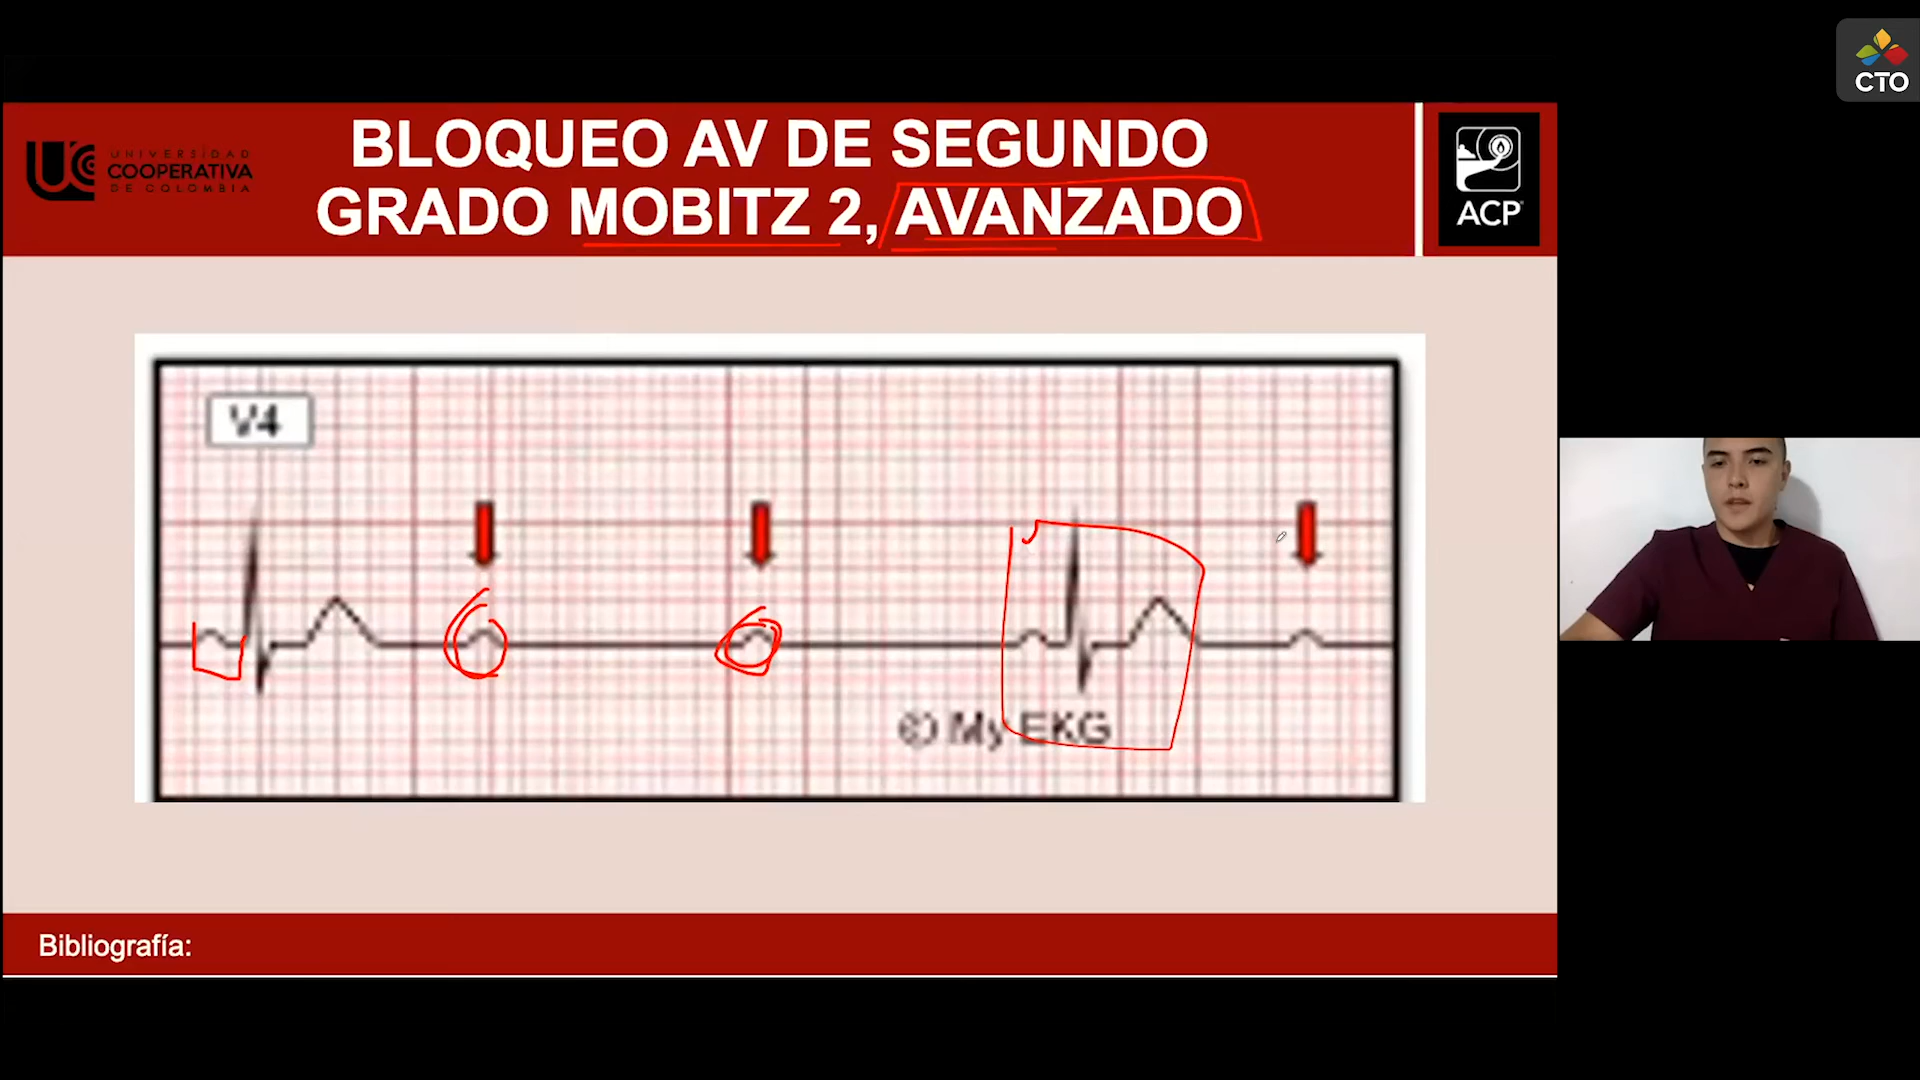 CTO
UNIVERSIDAD
COOPERATIVA
DE COLOMBIA
BLOQUEO AV DE SEGUNDO
GRADO MOBITZ 2, AVANZADO
ACP
V4
© My EKG
Bibliografía: